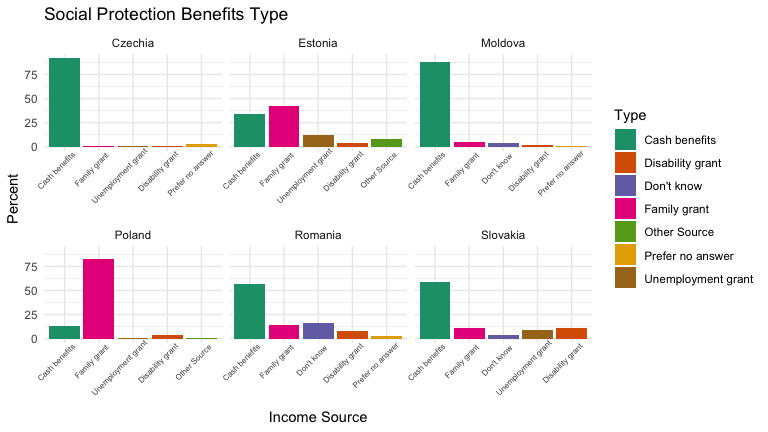 Social Protection Benefits Type
Czechia
Estonia
Moldova
75
50
25
0
Cash benefits
Family grant
Unemployment grant
Disability grant
Prefer no answer
Cash benefits
Family grant
Unemployment grant
Disability grant
Other Source
Cash benefits
Family grant
Don't know
Disability grant
Prefer no answer
Percent
Poland
Romania
Slovakia
75
50
25
0
Cash benefits
Family grant
Unemployment grant
Disability grant
Other Source
Cash benefits
Family grant
Don't know
Disability grant
Prefer no answer
Cash benefits
Family grant
Don't know
Unemployment grant
Disability grant
Income Source
Type
Cash benefits
Disability grant
Don't know
Family grant
Other Source
Prefer no answer
Unemployment grant